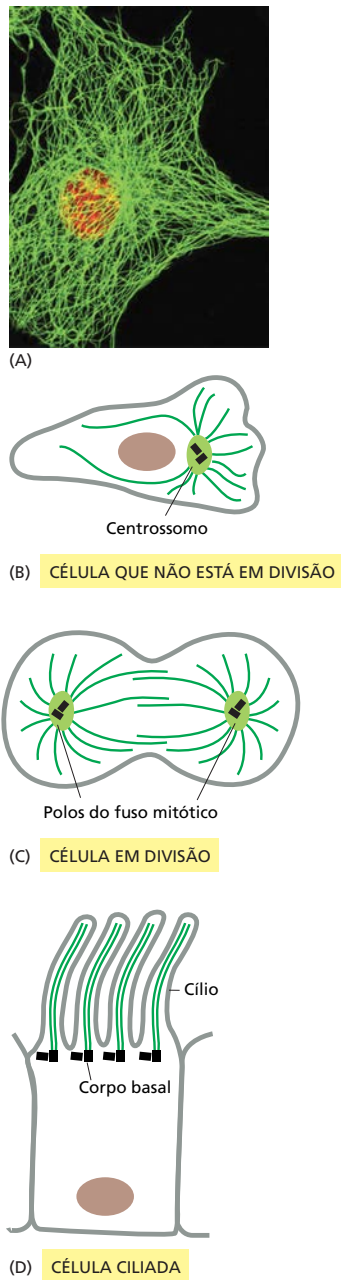 (A)
Centrossomo
(B) CÉLULA QUE NÃO ESTÁ EM DIVISÃO
Polos do fuso mitótico
(C) CÉLULA EM DIVISÃO
Cílio
Corpo basal
(D) CÉLULA CILIADA